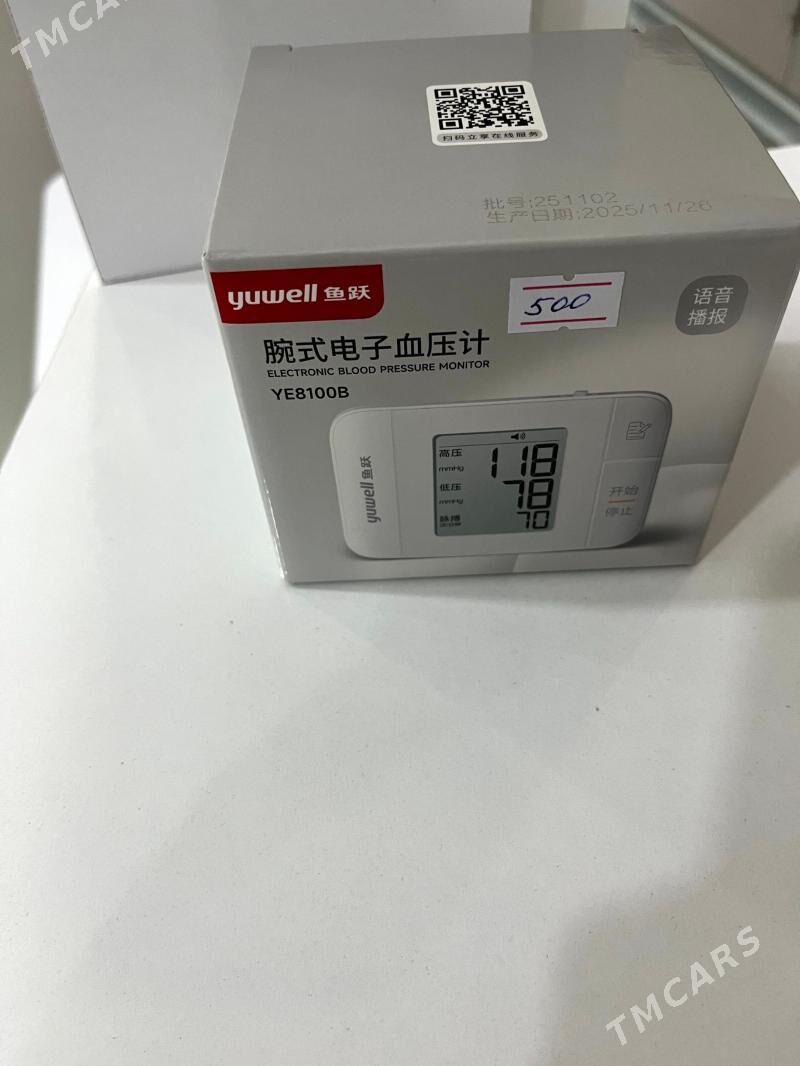 TMCARS
扫码立享在线服务
批号:251102
生产日期:2025/11/26
yuwell 鱼跃
500
语音
播报
腕式电子血压计
ELECTRONIC BLOOD PRESSURE MONITOR
YE8100B
yuwell 鱼跃
高压
mmHg
118
低压
mmHg
78
脉搏
70
开始
停止
TMCARS